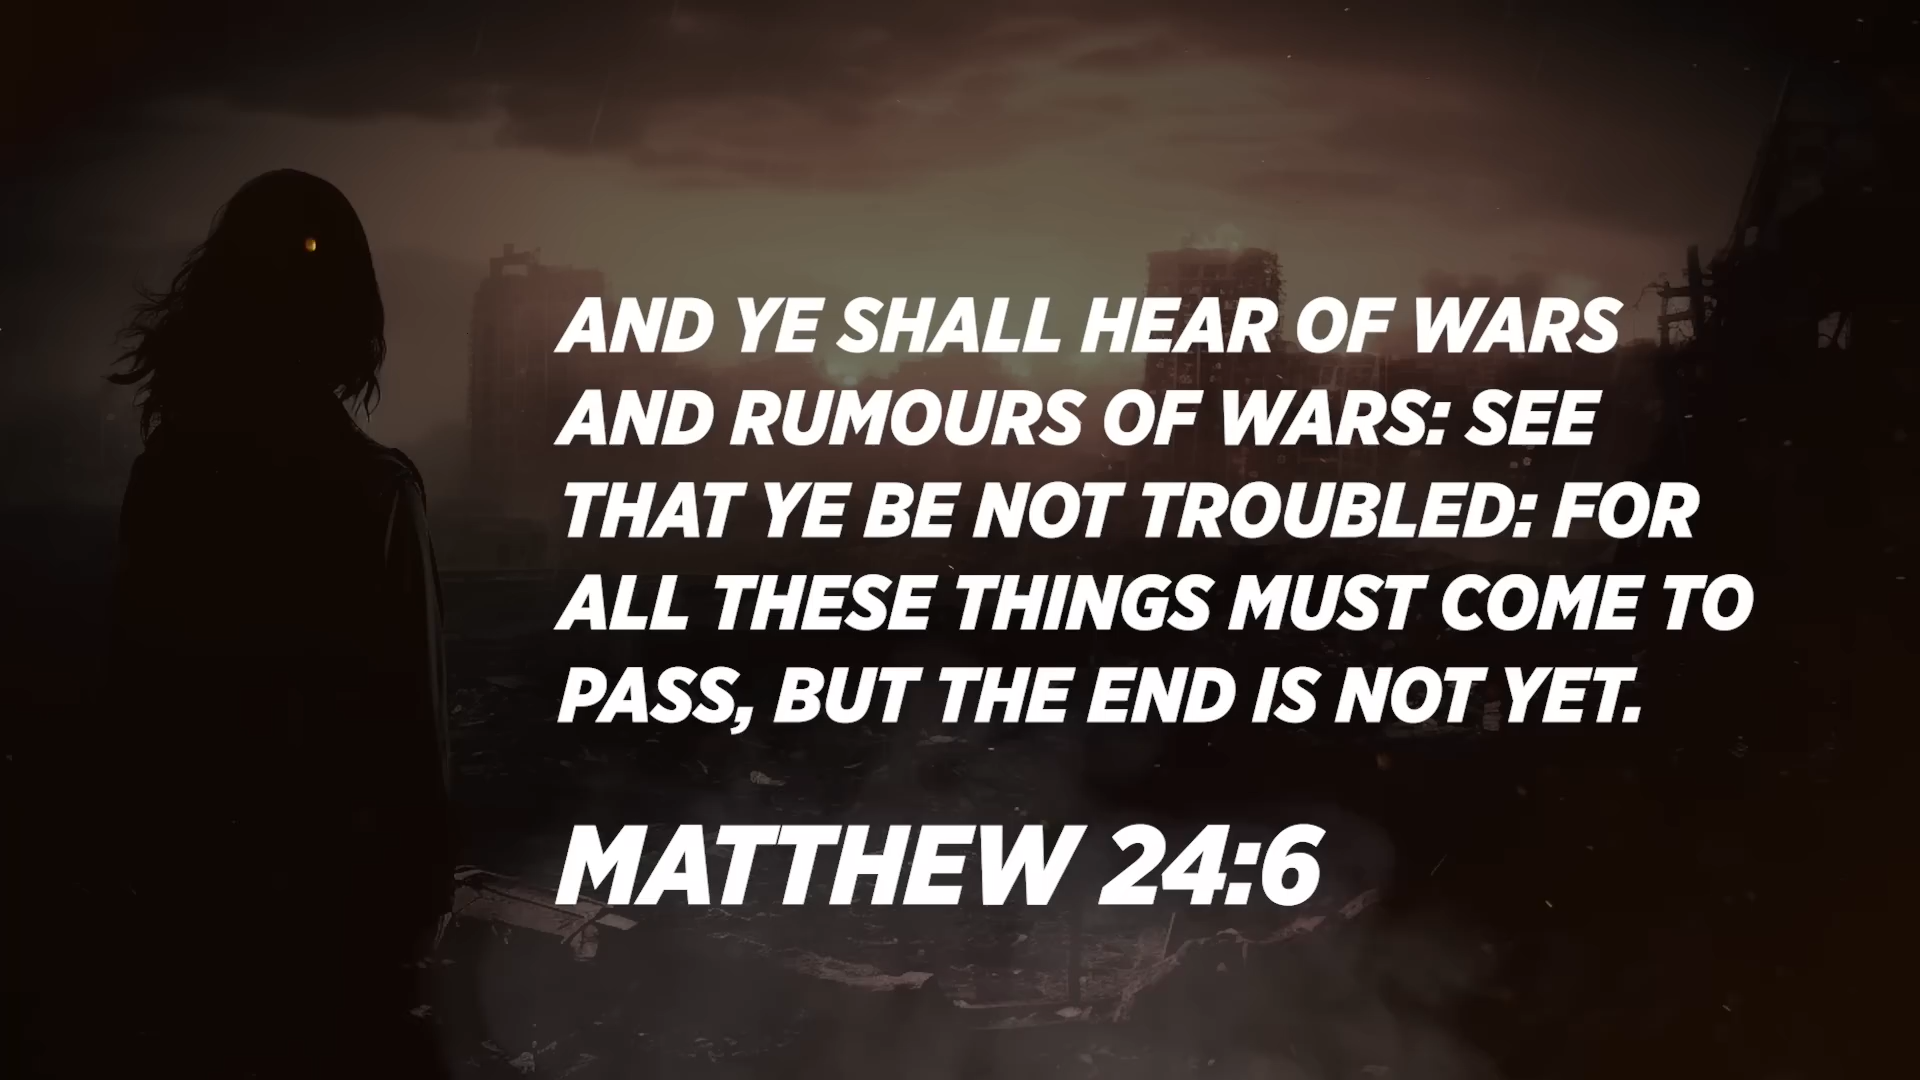 AND YE SHALL HEAR OF WARS
AND RUMOURS OF WARS: SEE
THAT YE BE NOT TROUBLED: FOR
ALL THESE THINGS MUST COME TO
PASS, BUT THE END IS NOT YET.
MATTHEW 24:6